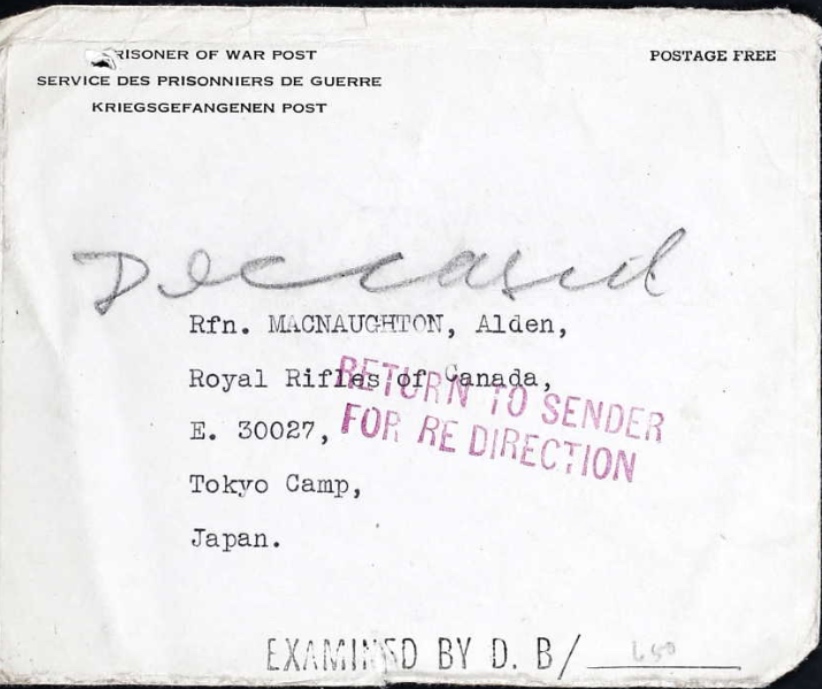 RISONER OF WAR POST
SERVICE DES PRISONNIERS DE GUERRE
KRIEGSGEFANGENEN POST
POSTAGE FREE
Deceased
Rfn. MACNAUGHTON, Alden,
Royal Rifles of Canada,
E. 30027,
Tokyo Camp,
Japan.
RETURN TO SENDER
FOR RE DIRECTION
EXAMINED BY D. B/ 650